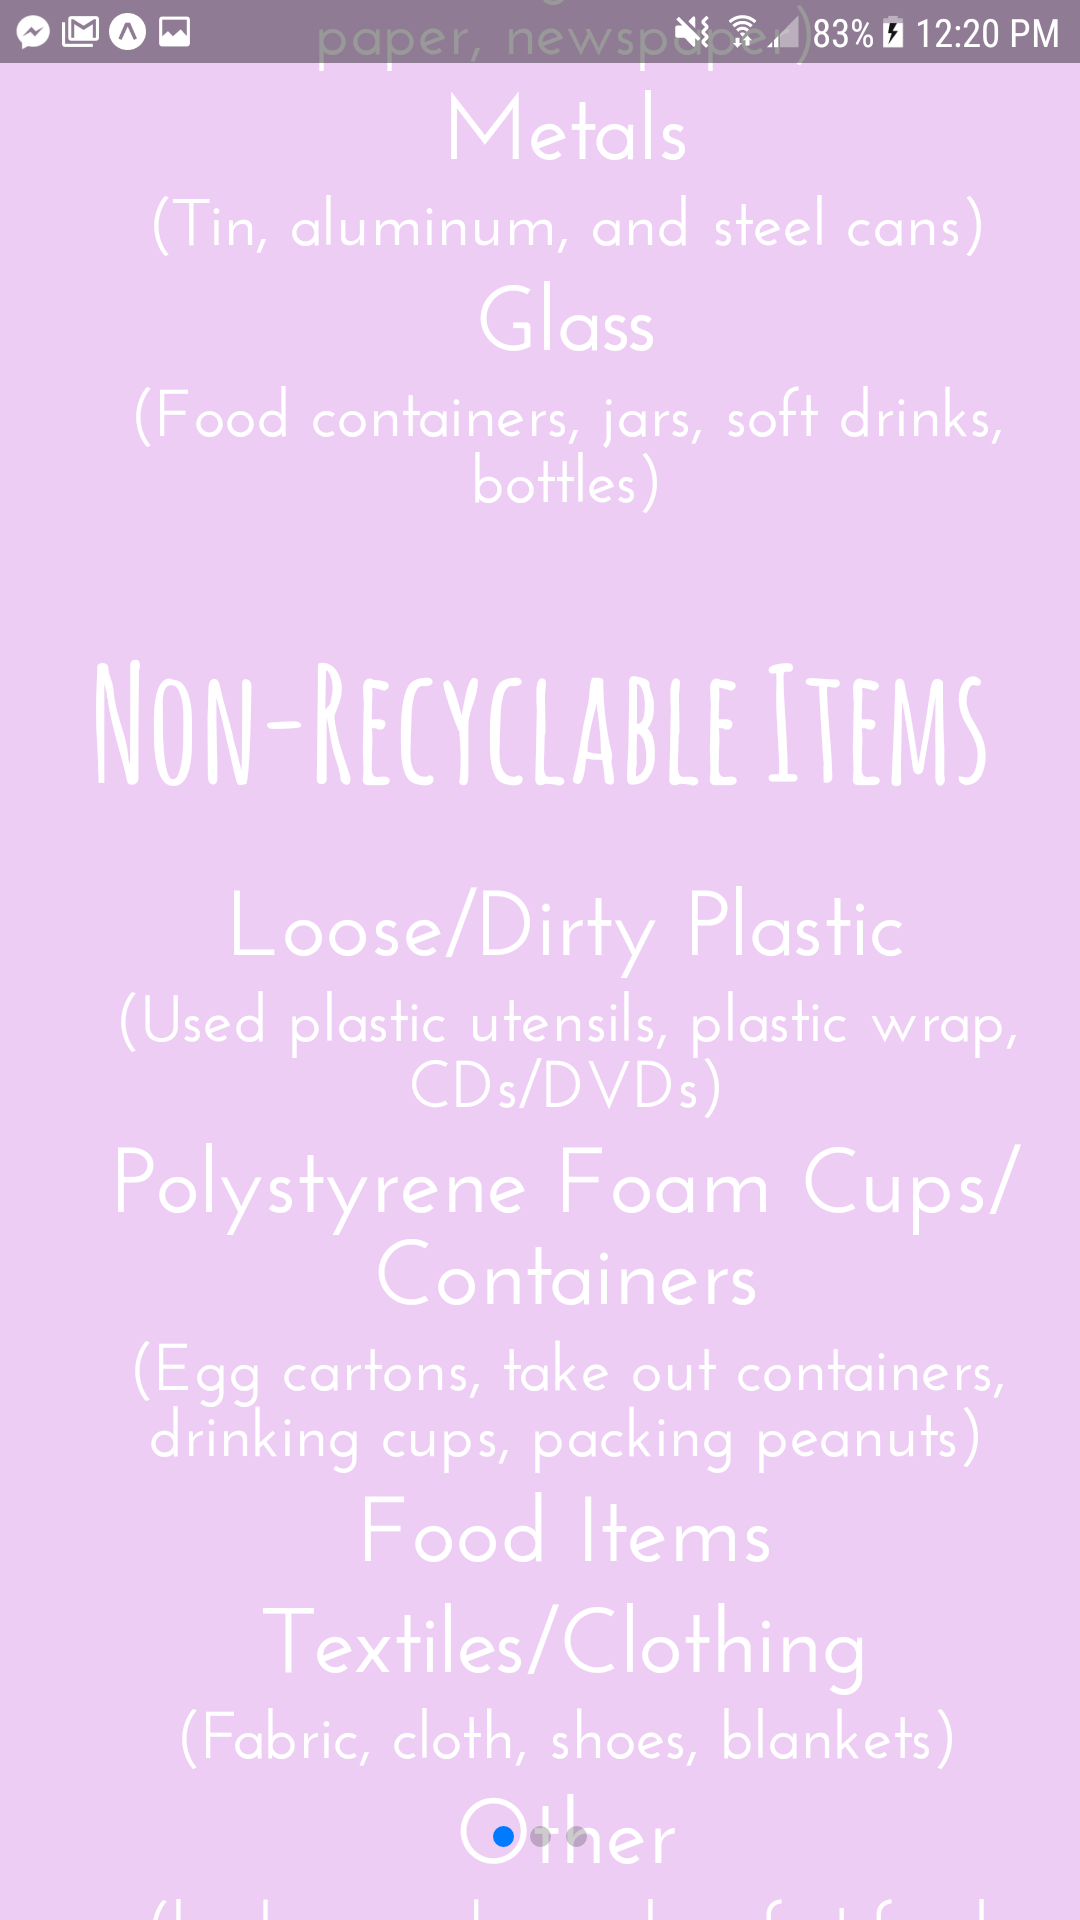 83% 12:20 PM
paper, newspaper)
Metals
(Tin, aluminum, and steel cans)
Glass
(Food containers, jars, soft drinks,
bottles)
Non-Recyclable Items
Loose/Dirty Plastic
(Used plastic utensils, plastic wrap,
CDs/DVDs)
Polystyrene Foam Cups/
Containers
(Egg cartons, take out containers,
drinking cups, packing peanuts)
Food Items
Textiles/Clothing
(Fabric, cloth, shoes, blankets)
Other